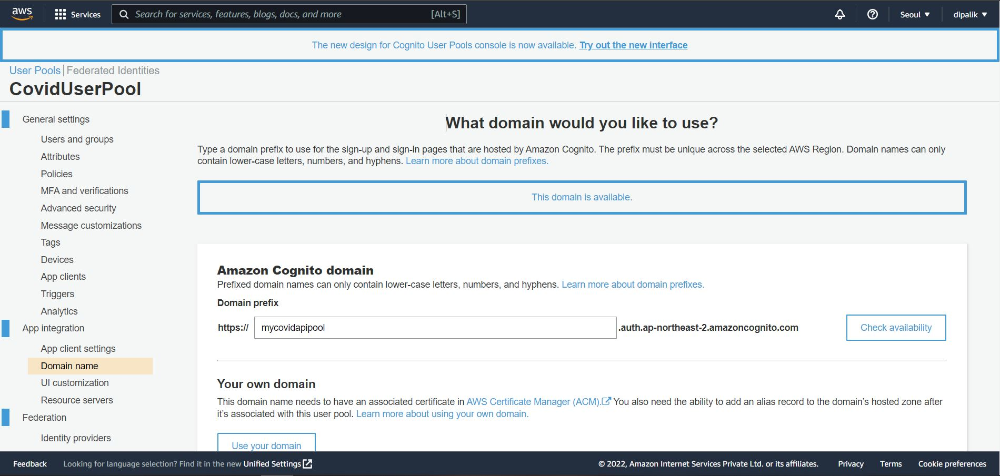 aws
Services
Search for services, features, blogs, docs, and more
[Alt+S]
Seoul
dipalik
The new design for Cognito User Pools console is now available. Try out the new interface
User Pools Federated Identities
CovidUserPool
General settings
Users and groups
Attributes
Policies
MFA and verifications
Advanced security
Message customizations
Tags
Devices
App clients
Triggers
Analytics
App integration
App client settings
Domain name
UI customization
Resource servers
Federation
Identity providers
What domain would you like to use?
Type a domain prefix to use for the sign-up and sign-in pages that are hosted by Amazon Cognito. The prefix must be unique across the selected AWS Region. Domain names can only
contain lower-case letters, numbers, and hyphens. Learn more about domain prefixes.
This domain is available.
Amazon Cognito domain
Prefixed domain names can only contain lower-case letters, numbers, and hyphens. Learn more about domain prefixes.
Domain prefix
https:// mycovidapipool .auth.ap-northeast-2.amazoncognito.com
Check availability
Your own domain
This domain name needs to have an associated certificate in AWS Certificate Manager (ACM). You also need the ability to add an alias record to the domain's hosted zone after
it's associated with this user pool. Learn more about using your own domain.
Use your domain
Feedback
Looking for language selection? Find it in the new Unified Settings
© 2022, Amazon Internet Services Private Ltd. or its affiliates.
Privacy
Terms
Cookie preferences